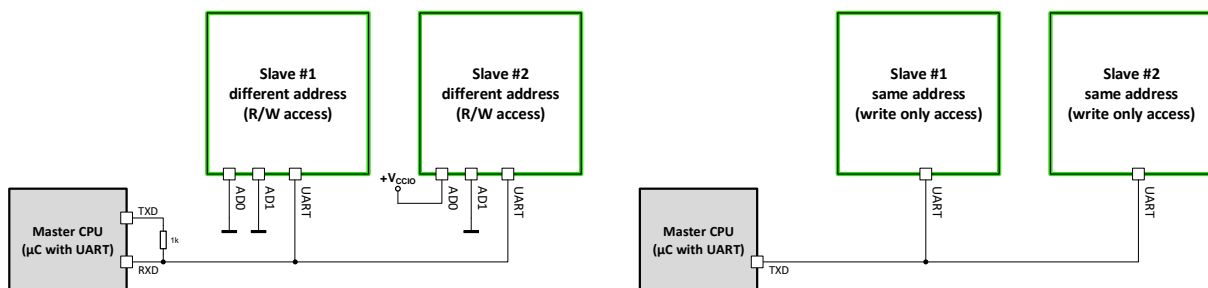 Slave #1
different address
(R/W access)
Slave #2
different address
(R/W access)
+VCCIO
AD0
AD1
UART
AD0
AD1
UART
Master CPU
(µC with UART)
TXD
1k
RXD
Slave #1
same address
(write only access)
Slave #2
same address
(write only access)
UART
UART
Master CPU
(µC with UART)
TXD